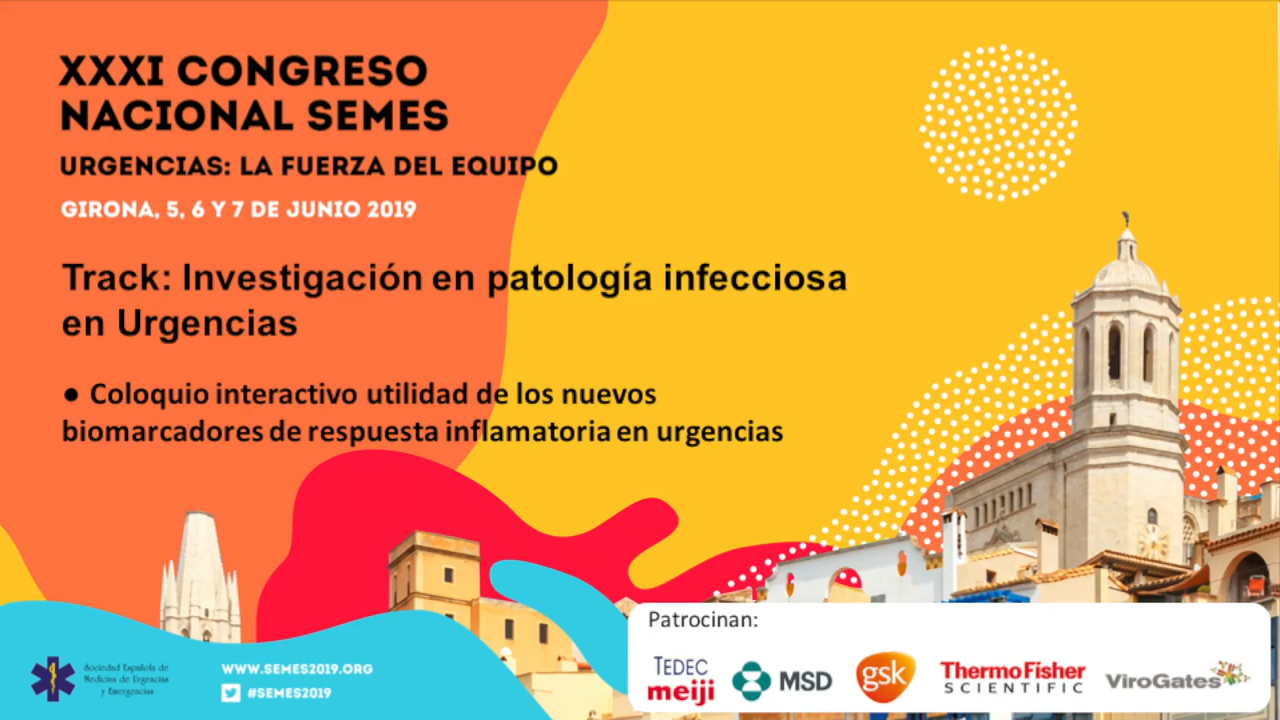 XXXI CONGRESO
NACIONAL SEMES
URGENCIAS: LA FUERZA DEL EQUIPO
GIRONA, 5, 6 Y 7 DE JUNIO 2019
Track: Investigación en patología infecciosa
en Urgencias
● Coloquio interactivo utilidad de los nuevos
biomarcadores de respuesta inflamatoria en urgencias
Sociedad Española de
Medicina de Urgencias
y Emergencias
WWW.SEMES2019.ORG
#SEMES2019
Patrocinan:
TEDEC
meiji
MSD
gsk
ThermoFisher
SCIENTIFIC
ViroGates